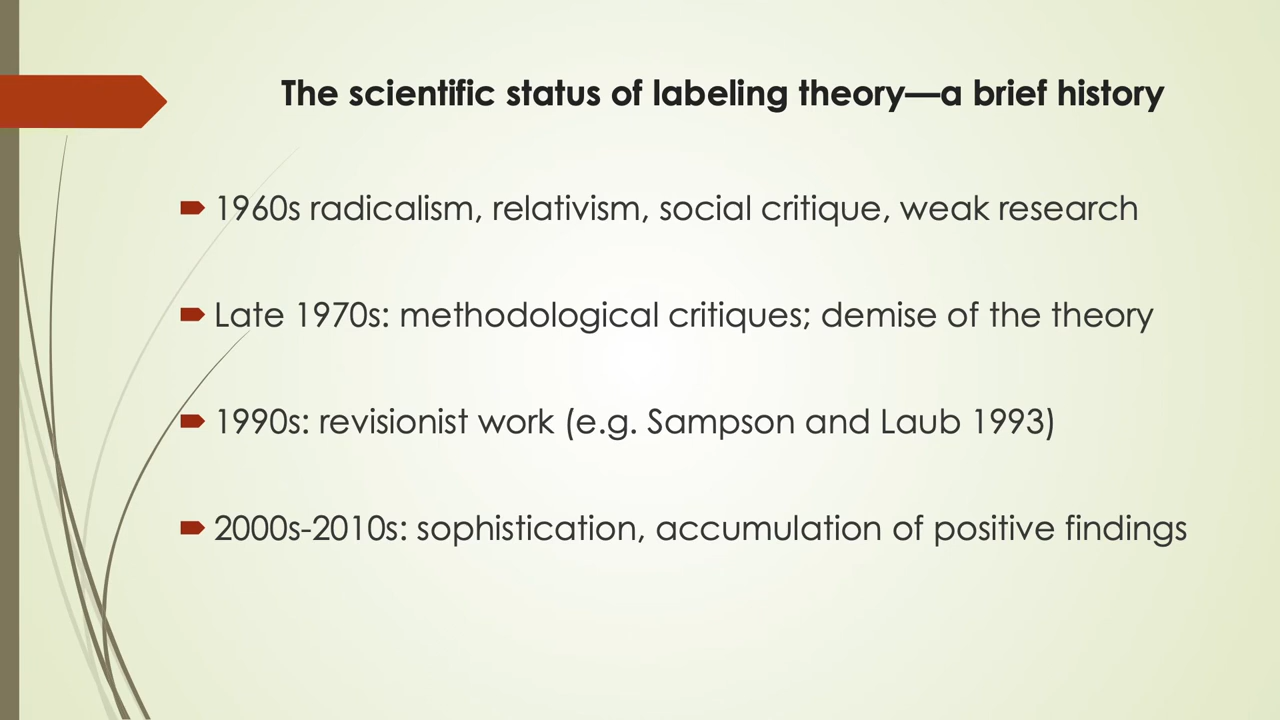 The scientific status of labeling theory—a brief history
1960s radicalism, relativism, social critique, weak research
Late 1970s: methodological critiques; demise of the theory
1990s: revisionist work (e.g. Sampson and Laub 1993)
2000s-2010s: sophistication, accumulation of positive findings